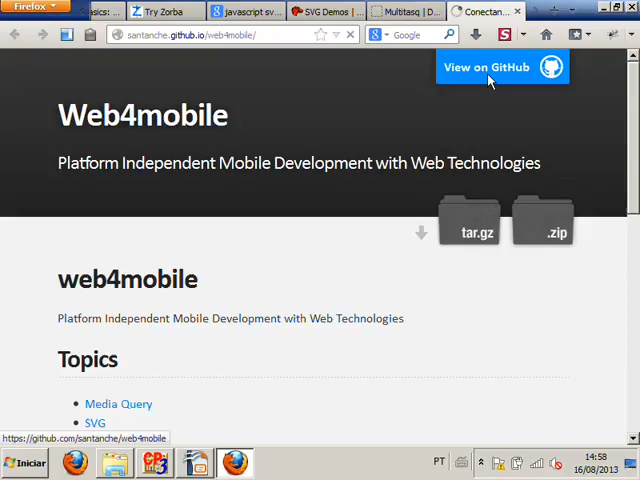 Firefox
asics: ...
Try Zorba
javascript sv...
SVG Demos | ...
Multitasq | D...
Conectan...
santanche.github.io/web4mobile/
Google
View on GitHub
Web4mobile
Platform Independent Mobile Development with Web Technologies
tar.gz
.zip
web4mobile
Platform Independent Mobile Development with Web Technologies
Topics
Media Query
SVG
https://github.com/santanche/web4mobile
Iniciar
PT
14:58
16/08/2013